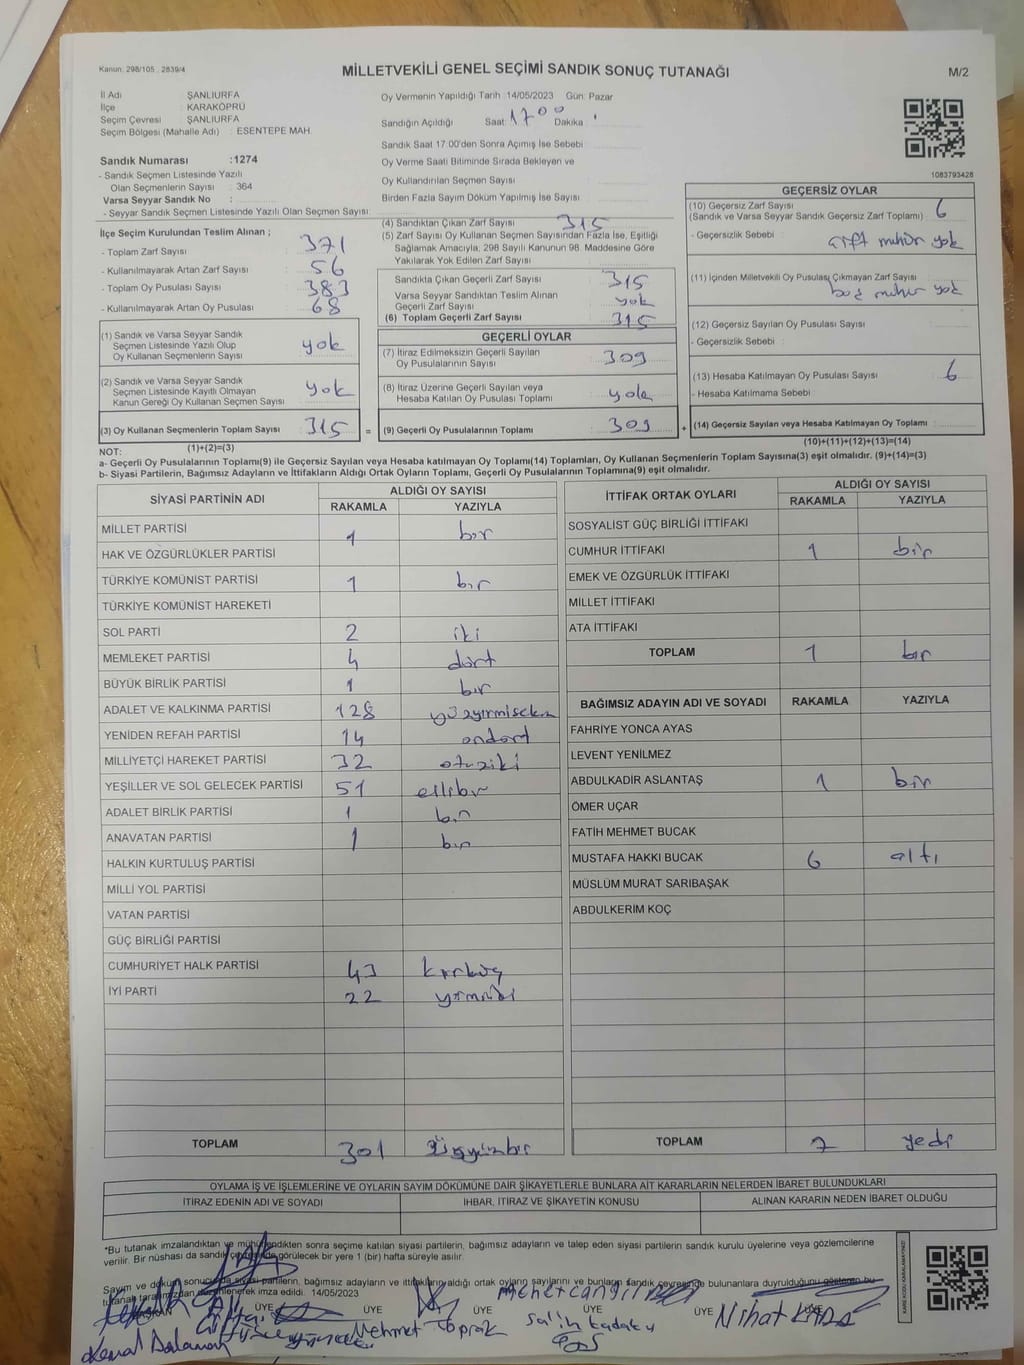 Kanun: 298/105 , 2839/4
MİLLETVEKİLİ GENEL SEÇİMİ SANDIK SONUÇ TUTANAĞI
M/2
İl Adı ŞANLIURFA
İlçe KARAKÖPRÜ
Seçim Çevresi ŞANLIURFA
Seçim Bölgesi (Mahalle Adı) : ESENTEPE MAH.
Sandık Numarası :1274
- Sandık Seçmen Listesinde Yazılı
Olan Seçmenlerin Sayısı : 364
Varsa Seyyar Sandık No :
- Seyyar Sandık Seçmen Listesinde Yazılı Olan Seçmen Sayısı:
Oy Vermenin Yapıldığı Tarih :14/05/2023 Gün: Pazar
Sandığın Açıldığı Saat: 17 00 Dakika
Sandık Saat 17.00'den Sonra Açılmış İse Sebebi
Oy Verme Saati Bitiminde Sırada Bekleyen ve
Oy Kullandırılan Seçmen Sayısı
Birden Fazla Sayım Döküm Yapılmış İse Sayısı
1083793428
İlçe Seçim Kurulundan Teslim Alınan ;
- Toplam Zarf Sayısı : 371
- Kullanılmayarak Artan Zarf Sayısı : 56
- Toplam Oy Pusulası Sayısı : 383
- Kullanılmayarak Artan Oy Pusulası : 68
(1) Sandık ve Varsa Seyyar Sandık
Seçmen Listesinde Yazılı Olup
Oy Kullanan Seçmenlerin Sayısı yok
(2) Sandık ve Varsa Seyyar Sandık
Seçmen Listesinde Kayıtlı Olmayan
Kanun Gereği Oy Kullanan Seçmen Sayısı yok
(3) Oy Kullanan Seçmenlerin Toplam Sayısı 315 =
(1)+(2)=(3)
(4) Sandıktan Çıkan Zarf Sayısı 315
(5) Zarf Sayısı Oy Kullanan Seçmen Sayısından Fazla İse, Eşitliği
Sağlamak Amacıyla, 298 Sayılı Kanunun 98. Maddesine Göre
Yakılarak Yok Edilen Zarf Sayısı
Sandıkta Çıkan Geçerli Zarf Sayısı 315
Varsa Seyyar Sandıktan Teslim Alınan
Geçerli Zarf Sayısı yok
(6) Toplam Geçerli Zarf Sayısı 315
GEÇERLİ OYLAR
(7) İtiraz Edilmeksizin Geçerli Sayılan
Oy Pusulalarının Sayısı 309
(8) İtiraz Üzerine Geçerli Sayılan veya
Hesaba Katılan Oy Pusulası Toplamı yok
(9) Geçerli Oy Pusulalarının Toplamı 309 +
GEÇERSİZ OYLAR
(10) Geçersiz Zarf Sayısı
(Sandık ve Varsa Seyyar Sandık Geçersiz Zarf Toplamı) 6
- Geçersizlik Sebebi : çift mühür yok
(11) İçinden Milletvekili Oy Pusulası Çıkmayan Zarf Sayısı
mühür yok
(12) Geçersiz Sayılan Oy Pusulası Sayısı :
- Geçersizlik Sebebi :
(13) Hesaba Katılmayan Oy Pusulası Sayısı : 6
- Hesaba Katılmama Sebebi
(14) Geçersiz Sayılan veya Hesaba Katılmayan Oy Toplamı
(10)+(11)+(12)+(13)=(14)
NOT:
a- Geçerli Oy Pusulalarının Toplamı(9) ile Geçersiz Sayılan veya Hesaba Katılmayan Oy Toplamı(14) Toplamları, Oy Kullanan Seçmenlerin Toplam Sayısına(3) eşit olmalıdır. (9)+(14)=(3)
b- Siyasi Partilerin, Bağımsız Adayların ve İttifakların Aldığı Ortak Oyların Toplamı, Geçerli Oy Pusulalarının Toplamına(9) eşit olmalıdır.
SİYASİ PARTİNİN ADI ALDIĞI OY SAYISI
RAKAMLA YAZIYLA
MİLLET PARTİSİ 1 bir
HAK VE ÖZGÜRLÜKLER PARTİSİ
TÜRKİYE KOMÜNİST PARTİSİ 1 bir
TÜRKİYE KOMÜNİST HAREKETİ
SOL PARTİ 2 iki
MEMLEKET PARTİSİ 4 dört
BÜYÜK BİRLİK PARTİSİ 1 bir
ADALET VE KALKINMA PARTİSİ 128 yüzyirmisekiz
YENİDEN REFAH PARTİSİ 14 ondört
MİLLİYETÇİ HAREKET PARTİSİ 32 otuziki
YEŞİLLER VE SOL GELECEK PARTİSİ 51 ellibir
ADALET BİRLİK PARTİSİ 1 bir
ANAVATAN PARTİSİ 1 bir
HALKIN KURTULUŞ PARTİSİ
MİLLİ YOL PARTİSİ
VATAN PARTİSİ
GÜÇ BİRLİĞİ PARTİSİ
CUMHURİYET HALK PARTİSİ 43 kırküç
İYİ PARTİ 22 yirmiiki
TOPLAM 301 üçyüzbir
İTTİFAK ORTAK OYLARI ALDIĞI OY SAYISI
RAKAMLA YAZIYLA
SOSYALİST GÜÇ BİRLİĞİ İTTİFAKI
CUMHUR İTTİFAKI 1 bir
EMEK VE ÖZGÜRLÜK İTTİFAKI
MİLLET İTTİFAKI
ATA İTTİFAKI
TOPLAM 1 bir
BAĞIMSIZ ADAYIN ADI VE SOYADI RAKAMLA YAZIYLA
FAHRİYE YONCA AYAS
LEVENT YENİLMEZ
ABDULKADİR ASLANTAŞ 1 bir
ÖMER UÇAR
FATİH MEHMET BUCAK
MUSTAFA HAKKI BUCAK 6 altı
MÜSLÜM MURAT SARIBAŞAK
ABDULKERİM KOÇ
TOPLAM 7 yedi
OYLAMA İŞ VE İŞLEMLERİNE VE OYLARIN SAYIM DÖKÜMÜNE DAİR ŞİKAYETLERLE BUNLARA AİT KARARLARIN NELERDEN İBARET BULUNDUKLARI
İTİRAZ EDENİN ADI VE SOYADI İHBAR, İTİRAZ VE ŞİKAYETİN KONUSU ALINAN KARARIN NEDEN İBARET OLDUĞU
*Bu tutanak imzalandıktan ve mühürlendikten sonra seçime katılan siyasi partilerin, bağımsız adayların ve talep eden siyasi partilerin sandık kurulu üyelerine veya gözlemcilerine
verilir. Bir nüshası da sandık çevresinde görülecek bir yere 1 (bir) hafta süreyle asılır.
Sayım ve döküm sonucunda siyasi partilerin, bağımsız adayların ve ittifakların aldığı ortak oyların sayılarını ve bunların sandık çevresinde bulunanlara duyrulduğunu gösteren bu
tutanak tarafımızdan düzenlenerek imza edildi. 14/05/2023
BAŞKAN ÜYE ÜYE ÜYE ÜYE ÜYE
Mehmet Toprak
Nihat
KARE KODU KARALAMAYINIZ!